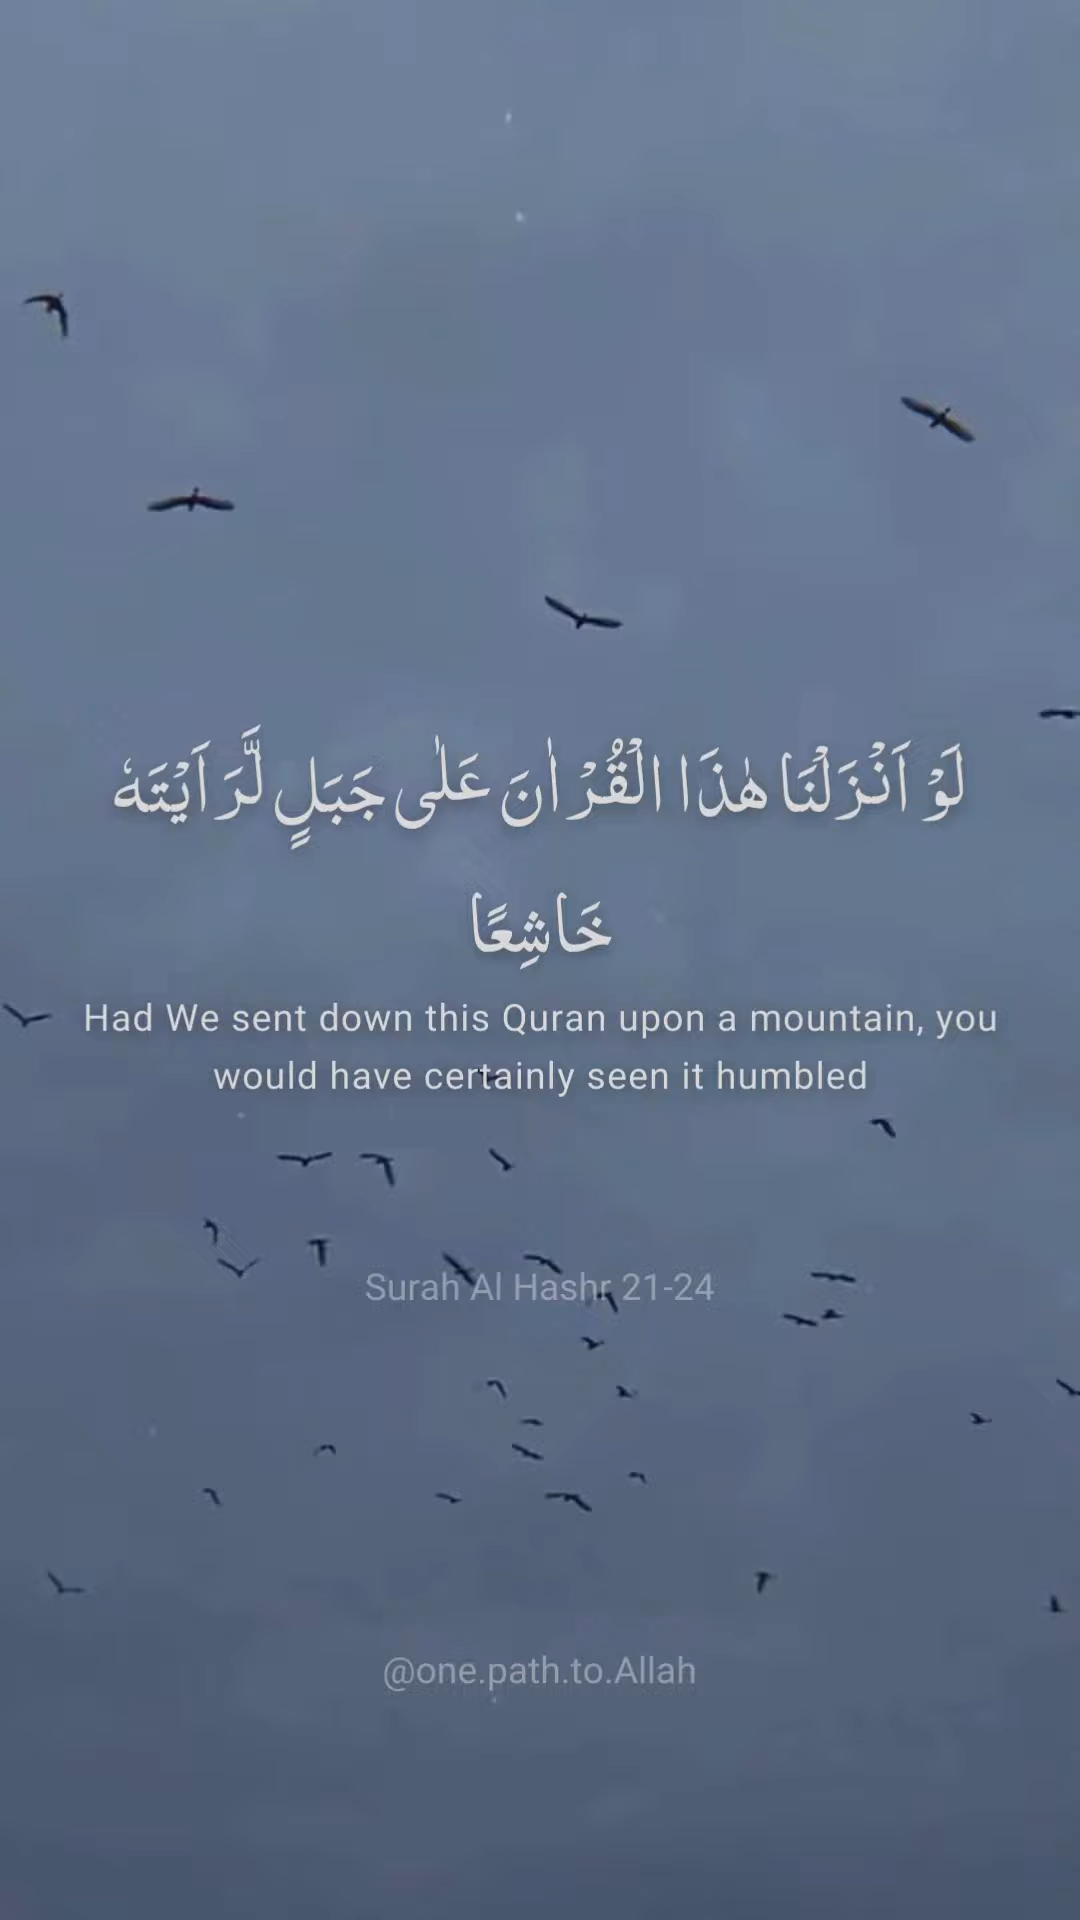 لَوْ اَنْزَلْنَا هٰذَا الْقُرْاٰنَ عَلٰى جَبَلٍ لَّرَاَيْتَهٗ
خَاشِعًا
Had We sent down this Quran upon a mountain, you
would have certainly seen it humbled
Surah Al Hashr 21-24
@one.path.to.Allah